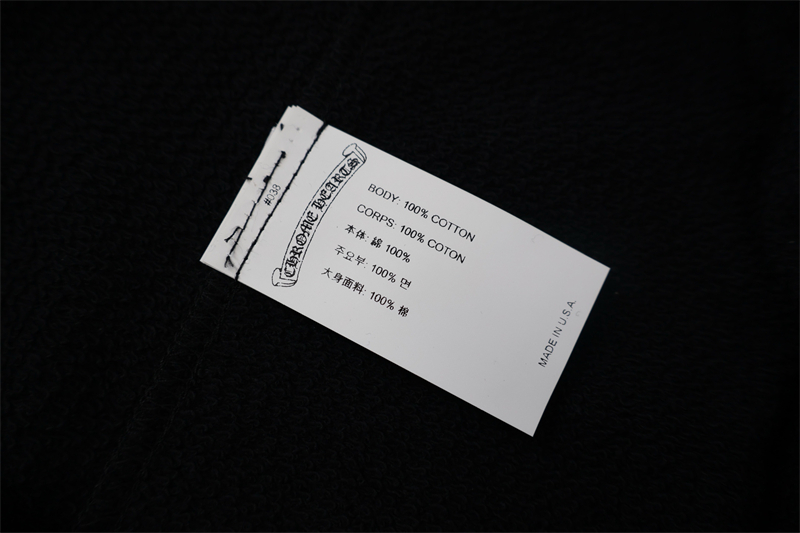 #038
CHROME HEARTS
BODY: 100% COTTON
CORPS: 100% COTON
本体: 綿 100%
주요부: 100% 면
大身面料: 100% 棉
MADE IN U.S.A.